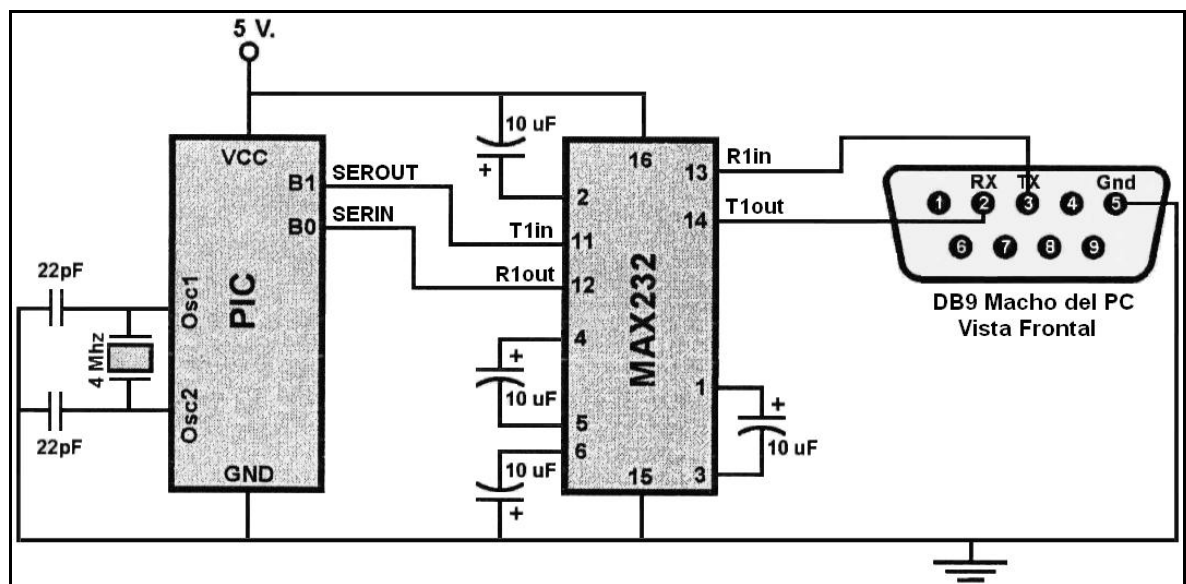 5 V.
10 uF
+
VCC
B1
SEROUT
B0
SERIN
PIC
Osc1
Osc2
GND
22pF
4 Mhz
22pF
T1in
R1out
2
11
12
4
5
6
+
10 uF
10 uF
+
MAX232
16
13
14
1
3
15
+
10 uF
R1in
T1out
RX
TX
Gnd
1
2
3
4
5
6
7
8
9
DB9 Macho del PC
Vista Frontal